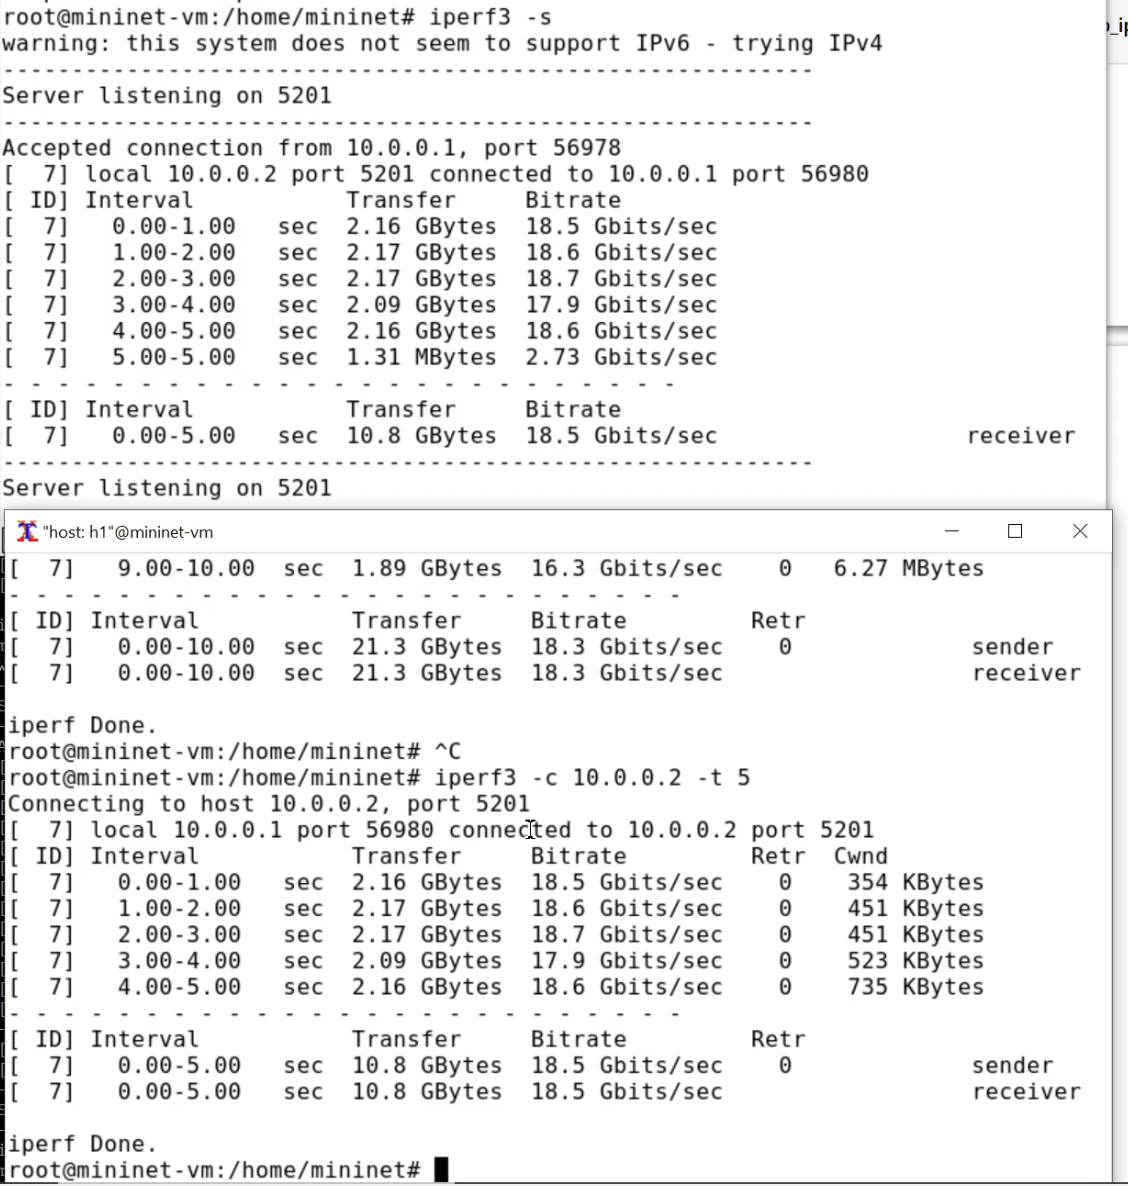 root@mininet-vm:/home/mininet# iperf3 -s
warning: this system does not seem to support IPv6 - trying IPv4
-----------------------------------------------------------
Server listening on 5201
-----------------------------------------------------------
Accepted connection from 10.0.0.1, port 56978
[  7] local 10.0.0.2 port 5201 connected to 10.0.0.1 port 56980
[ ID] Interval           Transfer     Bitrate
[  7]   0.00-1.00   sec  2.16 GBytes  18.5 Gbits/sec
[  7]   1.00-2.00   sec  2.17 GBytes  18.6 Gbits/sec
[  7]   2.00-3.00   sec  2.17 GBytes  18.7 Gbits/sec
[  7]   3.00-4.00   sec  2.09 GBytes  17.9 Gbits/sec
[  7]   4.00-5.00   sec  2.16 GBytes  18.6 Gbits/sec
[  7]   5.00-5.00   sec  1.31 MBytes  2.73 Gbits/sec
- - - - - - - - - - - - - - - - - - - - - - - - -
[ ID] Interval           Transfer     Bitrate
[  7]   0.00-5.00   sec  10.8 GBytes  18.5 Gbits/sec                  receiver
-----------------------------------------------------------
Server listening on 5201
"host: h1"@mininet-vm
[  7]   9.00-10.00  sec  1.89 GBytes  16.3 Gbits/sec    0   6.27 MBytes
- - - - - - - - - - - - - - - - - - - - - - - - -
[ ID] Interval           Transfer     Bitrate         Retr
[  7]   0.00-10.00  sec  21.3 GBytes  18.3 Gbits/sec    0             sender
[  7]   0.00-10.00  sec  21.3 GBytes  18.3 Gbits/sec                  receiver
iperf Done.
root@mininet-vm:/home/mininet# ^C
root@mininet-vm:/home/mininet# iperf3 -c 10.0.0.2 -t 5
Connecting to host 10.0.0.2, port 5201
[  7] local 10.0.0.1 port 56980 connected to 10.0.0.2 port 5201
[ ID] Interval           Transfer     Bitrate         Retr  Cwnd
[  7]   0.00-1.00   sec  2.16 GBytes  18.5 Gbits/sec    0    354 KBytes
[  7]   1.00-2.00   sec  2.17 GBytes  18.6 Gbits/sec    0    451 KBytes
[  7]   2.00-3.00   sec  2.17 GBytes  18.7 Gbits/sec    0    451 KBytes
[  7]   3.00-4.00   sec  2.09 GBytes  17.9 Gbits/sec    0    523 KBytes
[  7]   4.00-5.00   sec  2.16 GBytes  18.6 Gbits/sec    0    735 KBytes
- - - - - - - - - - - - - - - - - - - - - - - - -
[ ID] Interval           Transfer     Bitrate         Retr
[  7]   0.00-5.00   sec  10.8 GBytes  18.5 Gbits/sec    0             sender
[  7]   0.00-5.00   sec  10.8 GBytes  18.5 Gbits/sec                  receiver
iperf Done.
root@mininet-vm:/home/mininet#